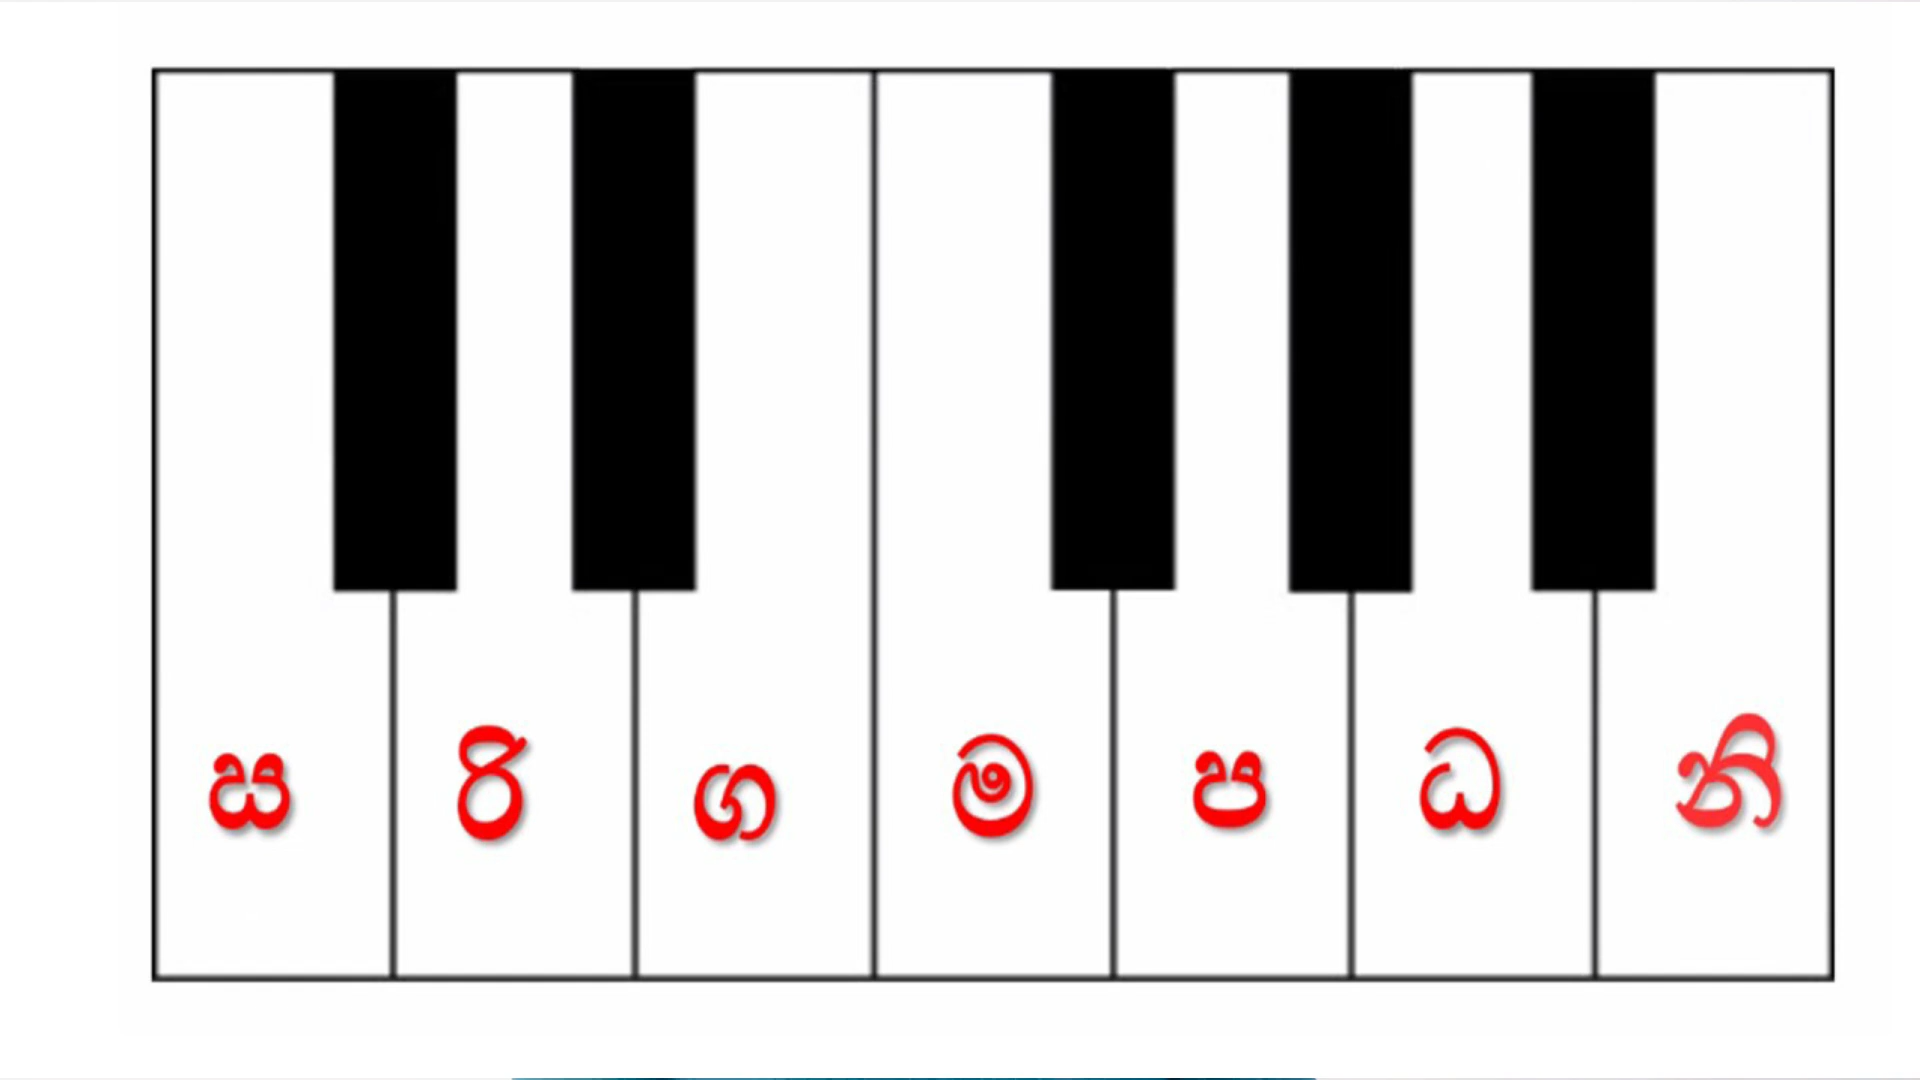 ස රි ග ම ප ධ නි